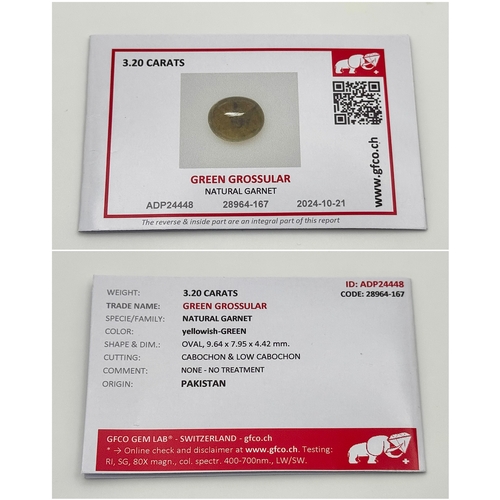 3.20 CARATS
www.gfco.ch
GREEN GROSSULAR
NATURAL GARNET
ADP24448 28964-167 2024-10-21
The reverse & inside part are an integral part of this report
ID: ADP24448
WEIGHT: 3.20 CARATS CODE: 28964-167
TRADE NAME: GREEN GROSSULAR
SPECIE/FAMILY: NATURAL GARNET
COLOR: yellowish-GREEN
SHAPE & DIM.: OVAL, 9.64 x 7.95 x 4.42 mm.
CUTTING: CABOCHON & LOW CABOCHON
COMMENT: NONE - NO TREATMENT
ORIGIN: PAKISTAN
GFCO GEM LAB® - SWITZERLAND - gfco.ch
* → Online check and disclaimer at www.gfco.ch. Testing:
RI, SG, 80X magn., col. spectr. 400-700nm., LW/SW.